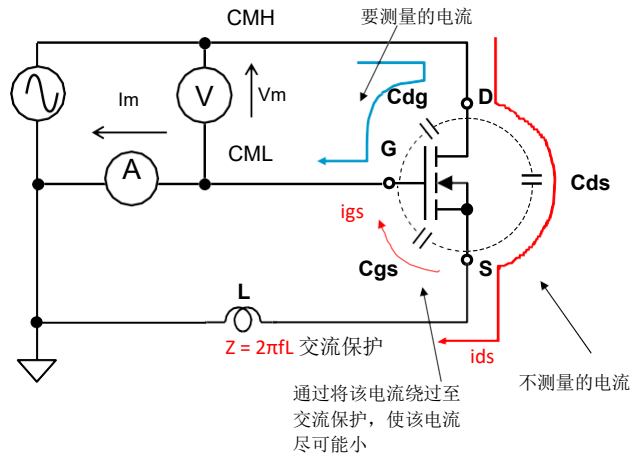 CMH
要测量的电流
Im
V
Vm
Cdg
D
A
CML
G
igs
Cds
Cgs
S
L
Z = 2πfL 交流保护
ids
不测量的电流
通过将该电流绕过至
交流保护，使该电流
尽可能小